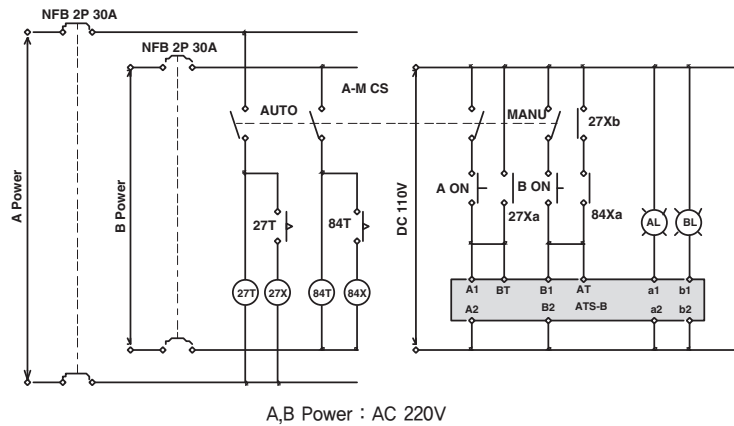 NFB 2P 30A
NFB 2P 30A
A-M CS
AUTO
MANU
27Xb
A Power
B Power
DC 110V
A ON
B ON
27T
84T
27Xa
84Xa
AL
BL
27T
27X
84T
84X
A1
BT
B1
AT
a1
b1
A2
B2
ATS-B
a2
b2
A,B Power : AC 220V